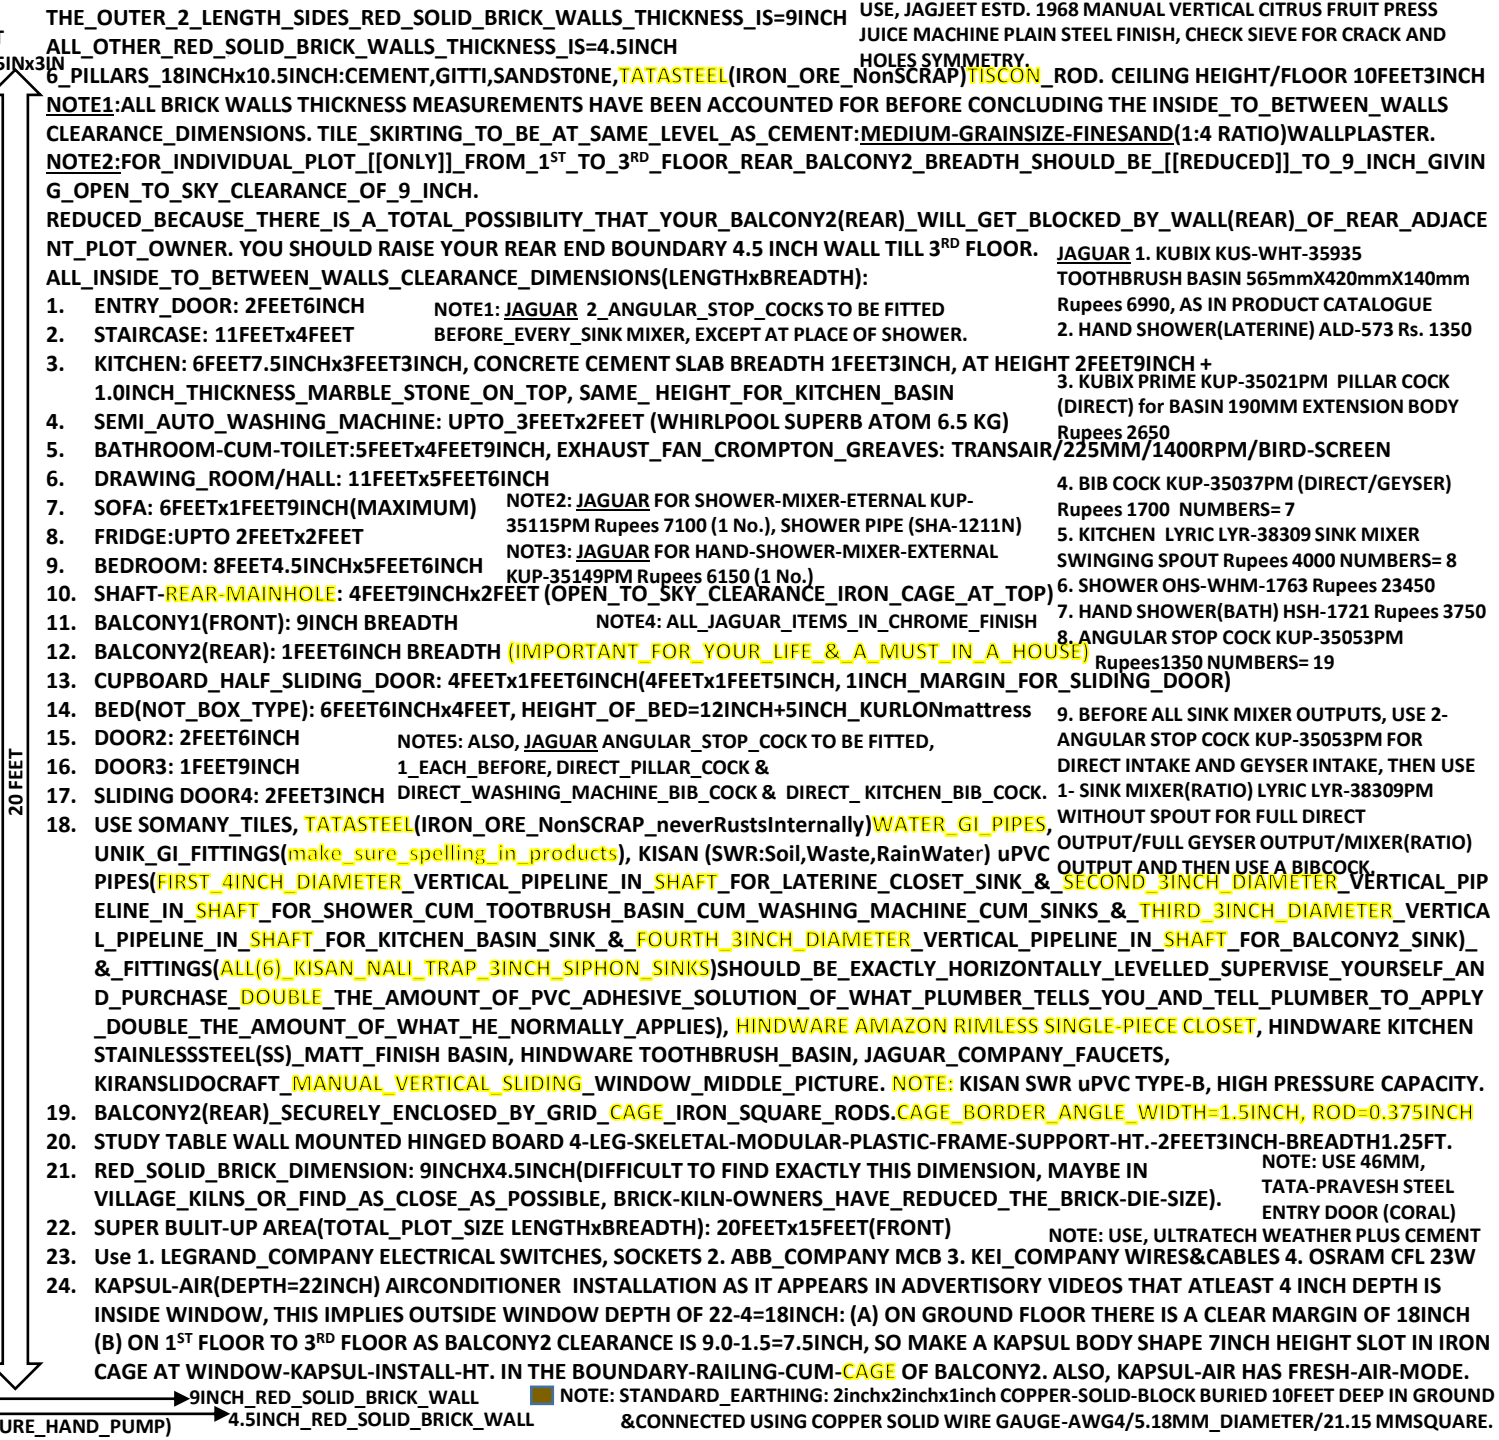 THE_OUTER_2_LENGTH_SIDES_RED_SOLID_BRICK_WALLS_THICKNESS_IS=9INCH
ALL_OTHER_RED_SOLID_BRICK_WALLS_THICKNESS_IS=4.5INCH
USE, JAGJEET ESTD. 1968 MANUAL VERTICAL CITRUS FRUIT PRESS
JUICE MACHINE PLAIN STEEL FINISH, CHECK SIEVE FOR CRACK AND
HOLES SYMMETRY.
5INx3IN
6_PILLARS_18INCHx10.5INCH:CEMENT,GITTI,SANDST0NE,TATASTEEL(IRON_ORE_NonSCRAP)TISCON_ROD. CEILING HEIGHT/FLOOR 10FEET3INCH
NOTE1:ALL BRICK WALLS THICKNESS MEASUREMENTS HAVE BEEN ACCOUNTED FOR BEFORE CONCLUDING THE INSIDE_TO_BETWEEN_WALLS
CLEARANCE_DIMENSIONS. TILE_SKIRTING_TO_BE_AT_SAME_LEVEL_AS_CEMENT:MEDIUM-GRAINSIZE-FINESAND(1:4 RATIO)WALLPLASTER.
NOTE2:FOR_INDIVIDUAL_PLOT_[[ONLY]]_FROM_1ST_TO_3RD_FLOOR_REAR_BALCONY2_BREADTH_SHOULD_BE_[[REDUCED]]_TO_9_INCH_GIVIN
G_OPEN_TO_SKY_CLEARANCE_OF_9_INCH.
REDUCED_BECAUSE_THERE_IS_A_TOTAL_POSSIBILITY_THAT_YOUR_BALCONY2(REAR)_WILL_GET_BLOCKED_BY_WALL(REAR)_OF_REAR_ADJACE
NT_PLOT_OWNER. YOU SHOULD RAISE YOUR REAR END BOUNDARY 4.5 INCH WALL TILL 3RD FLOOR.
ALL_INSIDE_TO_BETWEEN_WALLS_CLEARANCE_DIMENSIONS(LENGTHxBREADTH):
JAGUAR 1. KUBIX KUS-WHT-35935
TOOTHBRUSH BASIN 565mmX420mmX140mm
Rupees 6990, AS IN PRODUCT CATALOGUE
2. HAND SHOWER(LATERINE) ALD-573 Rs. 1350
1. ENTRY_DOOR: 2FEET6INCH
2. STAIRCASE: 11FEETx4FEET
NOTE1: JAGUAR 2_ANGULAR_STOP_COCKS TO BE FITTED
BEFORE_EVERY_SINK MIXER, EXCEPT AT PLACE OF SHOWER.
3. KITCHEN: 6FEET7.5INCHx3FEET3INCH, CONCRETE CEMENT SLAB BREADTH 1FEET3INCH, AT HEIGHT 2FEET9INCH +
1.0INCH_THICKNESS_MARBLE_STONE_ON_TOP, SAME_ HEIGHT_FOR_KITCHEN_BASIN
3. KUBIX PRIME KUP-35021PM PILLAR COCK
(DIRECT) for BASIN 190MM EXTENSION BODY
Rupees 2650
4. SEMI_AUTO_WASHING_MACHINE: UPTO_3FEETx2FEET (WHIRLPOOL SUPERB ATOM 6.5 KG)
5. BATHROOM-CUM-TOILET:5FEETx4FEET9INCH, EXHAUST_FAN_CROMPTON_GREAVES: TRANSAIR/225MM/1400RPM/BIRD-SCREEN
6. DRAWING_ROOM/HALL: 11FEETx5FEET6INCH
7. SOFA: 6FEETx1FEET9INCH(MAXIMUM)
8. FRIDGE:UPTO 2FEETx2FEET
9. BEDROOM: 8FEET4.5INCHx5FEET6INCH
NOTE2: JAGUAR FOR SHOWER-MIXER-ETERNAL KUP-
35115PM Rupees 7100 (1 No.), SHOWER PIPE (SHA-1211N)
NOTE3: JAGUAR FOR HAND-SHOWER-MIXER-EXTERNAL
KUP-35149PM Rupees 6150 (1 No.)
4. BIB COCK KUP-35037PM (DIRECT/GEYSER)
Rupees 1700 NUMBERS= 7
5. KITCHEN LYRIC LYR-38309 SINK MIXER
SWINGING SPOUT Rupees 4000 NUMBERS= 8
6. SHOWER OHS-WHM-1763 Rupees 23450
7. HAND SHOWER(BATH) HSH-1721 Rupees 3750
8. ANGULAR STOP COCK KUP-35053PM
Rupees1350 NUMBERS= 19
10. SHAFT-REAR-MAINHOLE: 4FEET9INCHx2FEET (OPEN_TO_SKY_CLEARANCE_IRON_CAGE_AT_TOP)
11. BALCONY1(FRONT): 9INCH BREADTH
NOTE4: ALL_JAGUAR_ITEMS_IN_CHROME_FINISH
12. BALCONY2(REAR): 1FEET6INCH BREADTH (IMPORTANT_FOR_YOUR_LIFE_&_A_MUST_IN_A_HOUSE)
13. CUPBOARD_HALF_SLIDING_DOOR: 4FEETx1FEET6INCH(4FEETx1FEET5INCH, 1INCH_MARGIN_FOR_SLIDING_DOOR)
14. BED(NOT_BOX_TYPE): 6FEET6INCHx4FEET, HEIGHT_OF_BED=12INCH+5INCH_KURLONmattress
15. DOOR2: 2FEET6INCH
16. DOOR3: 1FEET9INCH
17. SLIDING DOOR4: 2FEET3INCH
NOTE5: ALSO, JAGUAR ANGULAR_STOP_COCK TO BE FITTED,
1_EACH_BEFORE, DIRECT_PILLAR_COCK &
DIRECT_WASHING_MACHINE_BIB_COCK & DIRECT_ KITCHEN_BIB_COCK.
9. BEFORE ALL SINK MIXER OUTPUTS, USE 2-
ANGULAR STOP COCK KUP-35053PM FOR
DIRECT INTAKE AND GEYSER INTAKE, THEN USE
1- SINK MIXER(RATIO) LYRIC LYR-38309PM
WITHOUT SPOUT FOR FULL DIRECT
OUTPUT/FULL GEYSER OUTPUT/MIXER(RATIO)
OUTPUT AND THEN USE A BIBCOCK.
20 FEET
18. USE SOMANY_TILES, TATASTEEL(IRON_ORE_NonSCRAP_neverRustsInternally)WATER_GI_PIPES,
UNIK_GI_FITTINGS(make_sure_spelling_in_products), KISAN (SWR:Soil,Waste,RainWater) uPVC
PIPES(FIRST_4INCH_DIAMETER_VERTICAL_PIPELINE_IN_SHAFT_FOR_LATERINE_CLOSET_SINK_&_SECOND_3INCH_DIAMETER_VERTICAL_PIP
ELINE_IN_SHAFT_FOR_SHOWER_CUM_TOOTBRUSH_BASIN_CUM_WASHING_MACHINE_CUM_SINKS_&_THIRD_3INCH_DIAMETER_VERTICA
L_PIPELINE_IN_SHAFT_FOR_KITCHEN_BASIN_SINK_&_FOURTH_3INCH_DIAMETER_VERTICAL_PIPELINE_IN_SHAFT_FOR_BALCONY2_SINK)_
&_FITTINGS(ALL(6)_KISAN_NALI_TRAP_3INCH_SIPHON_SINKS)SHOULD_BE_EXACTLY_HORIZONTALLY_LEVELLED_SUPERVISE_YOURSELF_AN
D_PURCHASE_DOUBLE_THE_AMOUNT_OF_PVC_ADHESIVE_SOLUTION_OF_WHAT_PLUMBER_TELLS_YOU_AND_TELL_PLUMBER_TO_APPLY
_DOUBLE_THE_AMOUNT_OF_WHAT_HE_NORMALLY_APPLIES), HINDWARE AMAZON RIMLESS SINGLE-PIECE CLOSET, HINDWARE KITCHEN
STAINLESSSTEEL(SS)_MATT_FINISH BASIN, HINDWARE TOOTHBRUSH_BASIN, JAGUAR_COMPANY_FAUCETS,
KIRANSLIDOCRAFT_MANUAL_VERTICAL_SLIDING_WINDOW_MIDDLE_PICTURE. NOTE: KISAN SWR uPVC TYPE-B, HIGH PRESSURE CAPACITY.
19. BALCONY2(REAR)_SECURELY_ENCLOSED_BY_GRID_CAGE_IRON_SQUARE_RODS.CAGE_BORDER_ANGLE_WIDTH=1.5INCH, ROD=0.375INCH
20. STUDY TABLE WALL MOUNTED HINGED BOARD 4-LEG-SKELETAL-MODULAR-PLASTIC-FRAME-SUPPORT-HT.-2FEET3INCH-BREADTH1.25FT.
21. RED_SOLID_BRICK_DIMENSION: 9INCHX4.5INCH(DIFFICULT TO FIND EXACTLY THIS DIMENSION, MAYBE IN
VILLAGE_KILNS_OR_FIND_AS_CLOSE_AS_POSSIBLE, BRICK-KILN-OWNERS_HAVE_REDUCED_THE_BRICK-DIE-SIZE).
NOTE: USE 46MM,
TATA-PRAVESH STEEL
ENTRY DOOR (CORAL)
22. SUPER BULIT-UP AREA(TOTAL_PLOT_SIZE LENGTHxBREADTH): 20FEETx15FEET(FRONT)
NOTE: USE, ULTRATECH WEATHER PLUS CEMENT
23. Use 1. LEGRAND_COMPANY ELECTRICAL SWITCHES, SOCKETS 2. ABB_COMPANY MCB 3. KEI_COMPANY WIRES&CABLES 4. OSRAM CFL 23W
24. KAPSUL-AIR(DEPTH=22INCH) AIRCONDITIONER INSTALLATION AS IT APPEARS IN ADVERTISORY VIDEOS THAT ATLEAST 4 INCH DEPTH IS
INSIDE WINDOW, THIS IMPLIES OUTSIDE WINDOW DEPTH OF 22-4=18INCH: (A) ON GROUND FLOOR THERE IS A CLEAR MARGIN OF 18INCH
(B) ON 1ST FLOOR TO 3RD FLOOR AS BALCONY2 CLEARANCE IS 9.0-1.5=7.5INCH, SO MAKE A KAPSUL BODY SHAPE 7INCH HEIGHT SLOT IN IRON
CAGE AT WINDOW-KAPSUL-INSTALL-HT. IN THE BOUNDARY-RAILING-CUM-CAGE OF BALCONY2. ALSO, KAPSUL-AIR HAS FRESH-AIR-MODE.
9INCH_RED_SOLID_BRICK_WALL
4.5INCH_RED_SOLID_BRICK_WALL
URE_HAND_PUMP)
NOTE: STANDARD_EARTHING: 2inchx2inchx1inch COPPER-SOLID-BLOCK BURIED 10FEET DEEP IN GROUND
&CONNECTED USING COPPER SOLID WIRE GAUGE-AWG4/5.18MM_DIAMETER/21.15 MMSQUARE.